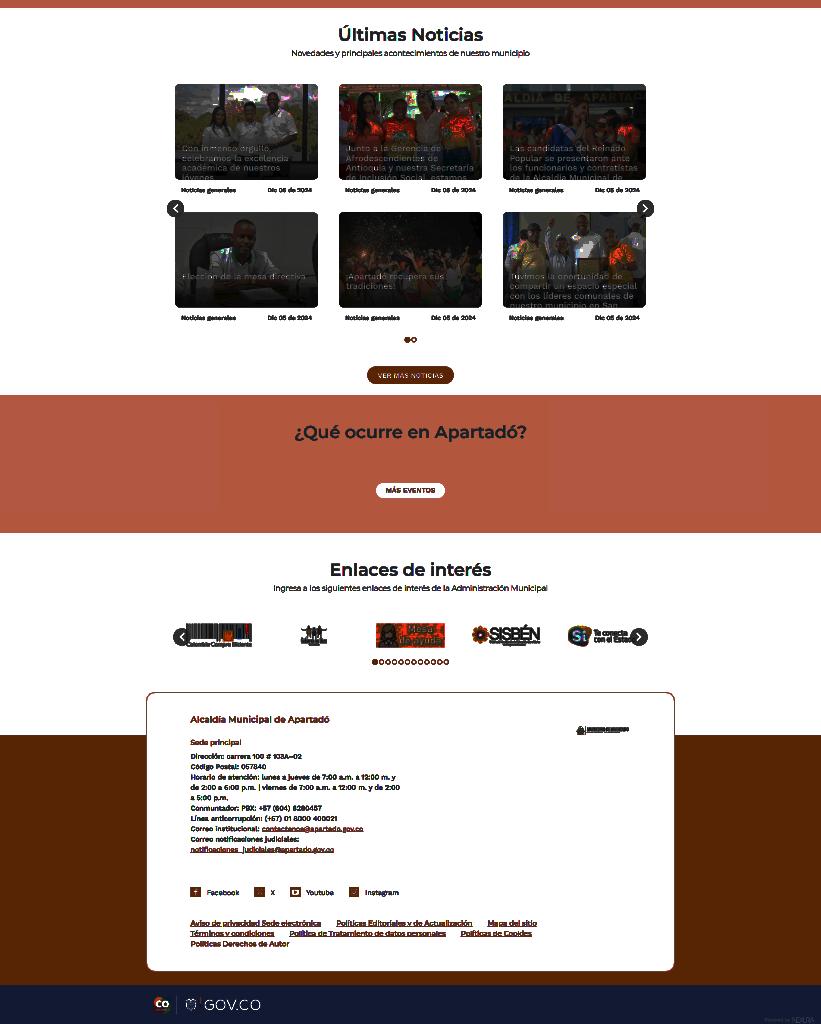 Últimas Noticias
Novedades y principales acontecimientos de nuestro municipio
Con inmenso orgullo,
celebramos la excelencia
académica de nuestros
jóvenes
Noticias generales Dic 05 de 2024
Junto a la Gerencia de
Afrodescendientes de
Antioquia y nuestra Secretaría
de Inclusión Social, estamos
Noticias generales Dic 05 de 2024
ALCALDÍA DE APARTAD
Las candidatas del Reinado
Popular se presentaron ante
los funcionarios y contratistas
de la Alcaldía Municipal de
Noticias generales Dic 05 de 2024
Elección de la mesa directiva
Noticias generales Dic 05 de 2024
¡Apartadó recupera sus
tradiciones!
Noticias generales Dic 05 de 2024
Tuvimos la oportunidad de
compartir un espacio especial
con los líderes comunales de
nuestro municipio en San
Noticias generales Dic 05 de 2024
VER MÁS NOTICIAS
¿Qué ocurre en Apartadó?
MÁS EVENTOS
Enlaces de interés
Ingresa a los siguientes enlaces de interés de la Administración Municipal
Colombia Compra Eficiente
Mesa
de ayuda
SISBÉN
Sí Te conecta
con el Estado
Alcaldía Municipal de Apartadó
Sede principal
Dirección: carrera 100 # 103A-02
Código Postal: 057840
Horario de atención: lunes a jueves de 7:00 a.m. a 12:00 m. y
de 2:00 a 6:00 p.m. | viernes de 7:00 a.m. a 12:00 m. y de 2:00
a 5:00 p.m.
Conmutador: PBX: +57 (604) 8280457
Línea anticorrupción: (+57) 01 8000 400021
Correo institucional: contactenos@apartado.gov.co
Correo notificaciones judiciales:
notificaciones_judiciales@apartado.gov.co
Facebook X Youtube Instagram
Aviso de privacidad Sede electrónica Políticas Editoriales y de Actualización Mapa del sitio
Términos y condiciones Política de Tratamiento de datos personales Políticas de Cookies
Políticas Derechos de Autor
CO GOV.CO
Powered by NEXURA